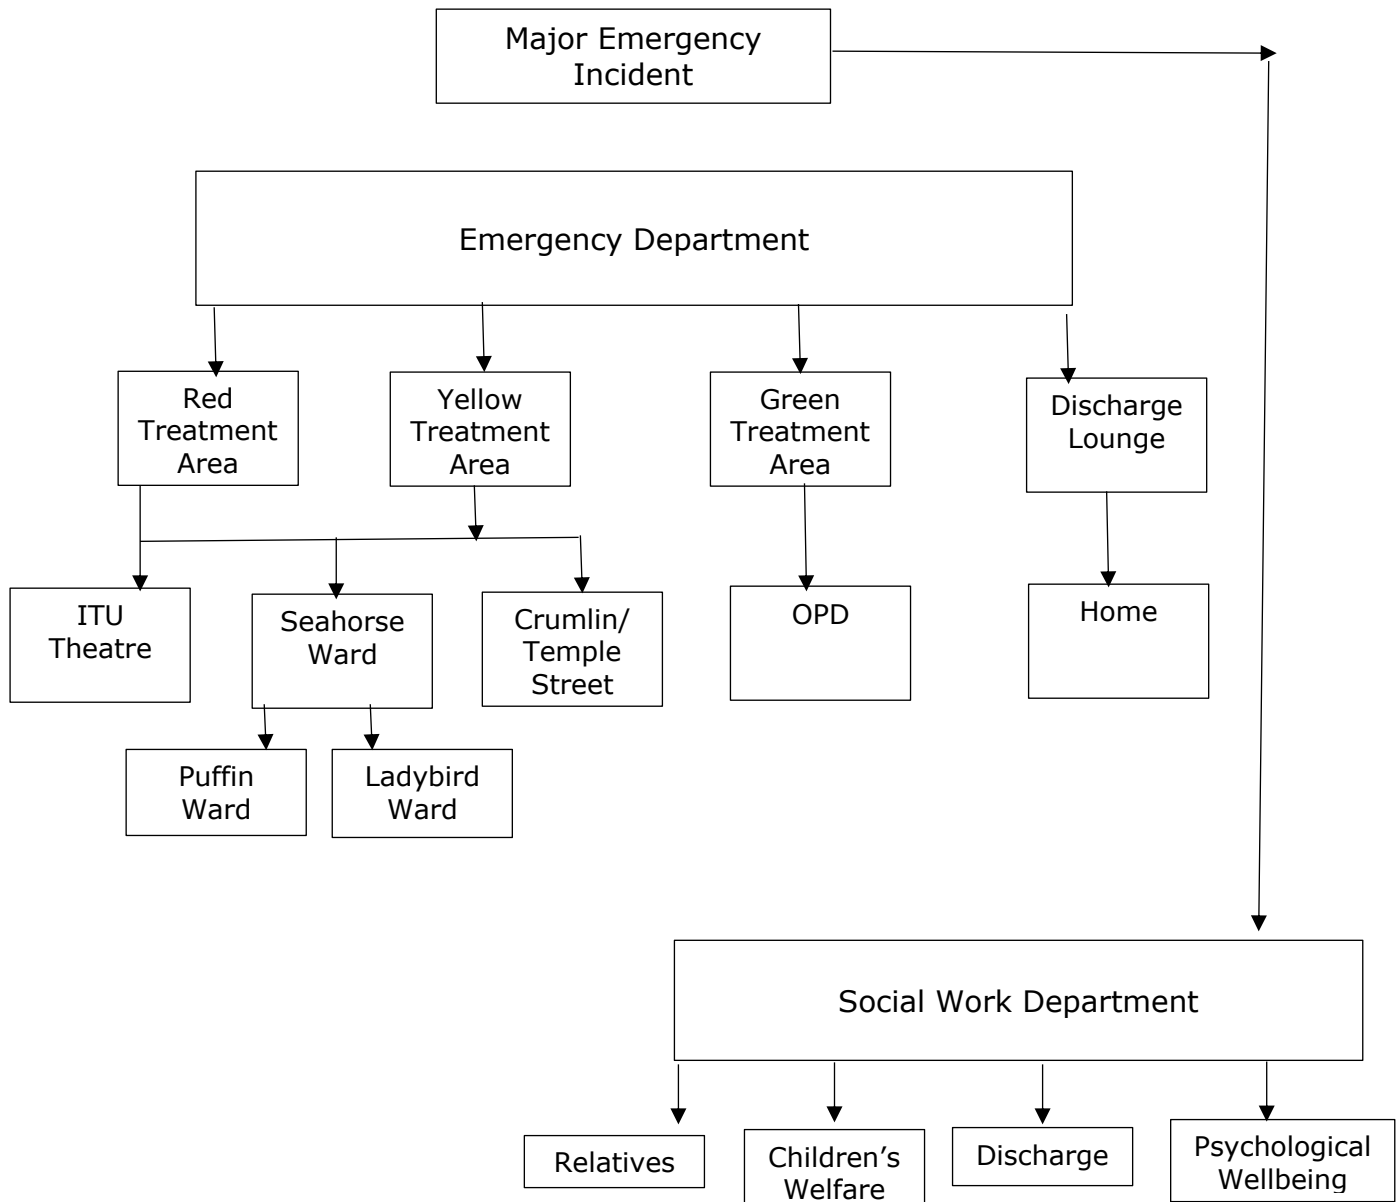 Major Emergency
Incident
Emergency Department
Red
Treatment
Area
Yellow
Treatment
Area
Green
Treatment
Area
Discharge
Lounge
ITU
Theatre
Seahorse
Ward
Crumlin/
Temple
Street
OPD
Home
Puffin
Ward
Ladybird
Ward
Social Work Department
Relatives
Children’s
Welfare
Discharge
Psychological
Wellbeing